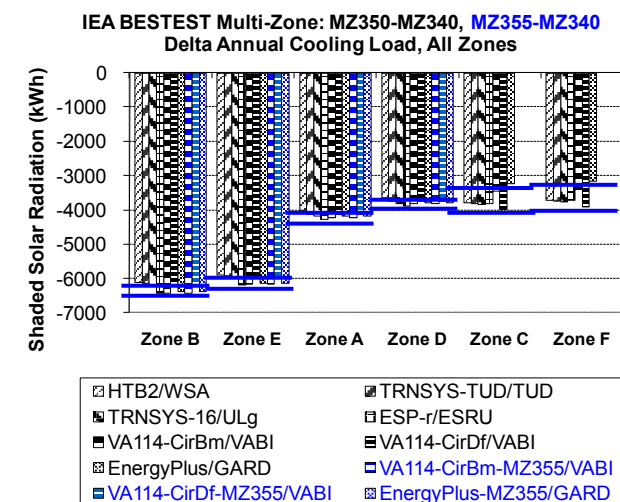 IEA BESTEST Multi-Zone: MZ350-MZ340, MZ355-MZ340
Delta Annual Cooling Load, All Zones
Shaded Solar Radiation (kWh)
0
-1000
-2000
-3000
-4000
-5000
-6000
-7000
Zone B Zone E Zone A Zone D Zone C Zone F
HTB2/WSA TRNSYS-TUD/TUD
TRNSYS-16/ULg ESP-r/ESRU
VA114-CirBm/VABI VA114-CirDf/VABI
EnergyPlus/GARD VA114-CirBm-MZ355/VABI
VA114-CirDf-MZ355/VABI EnergyPlus-MZ355/GARD